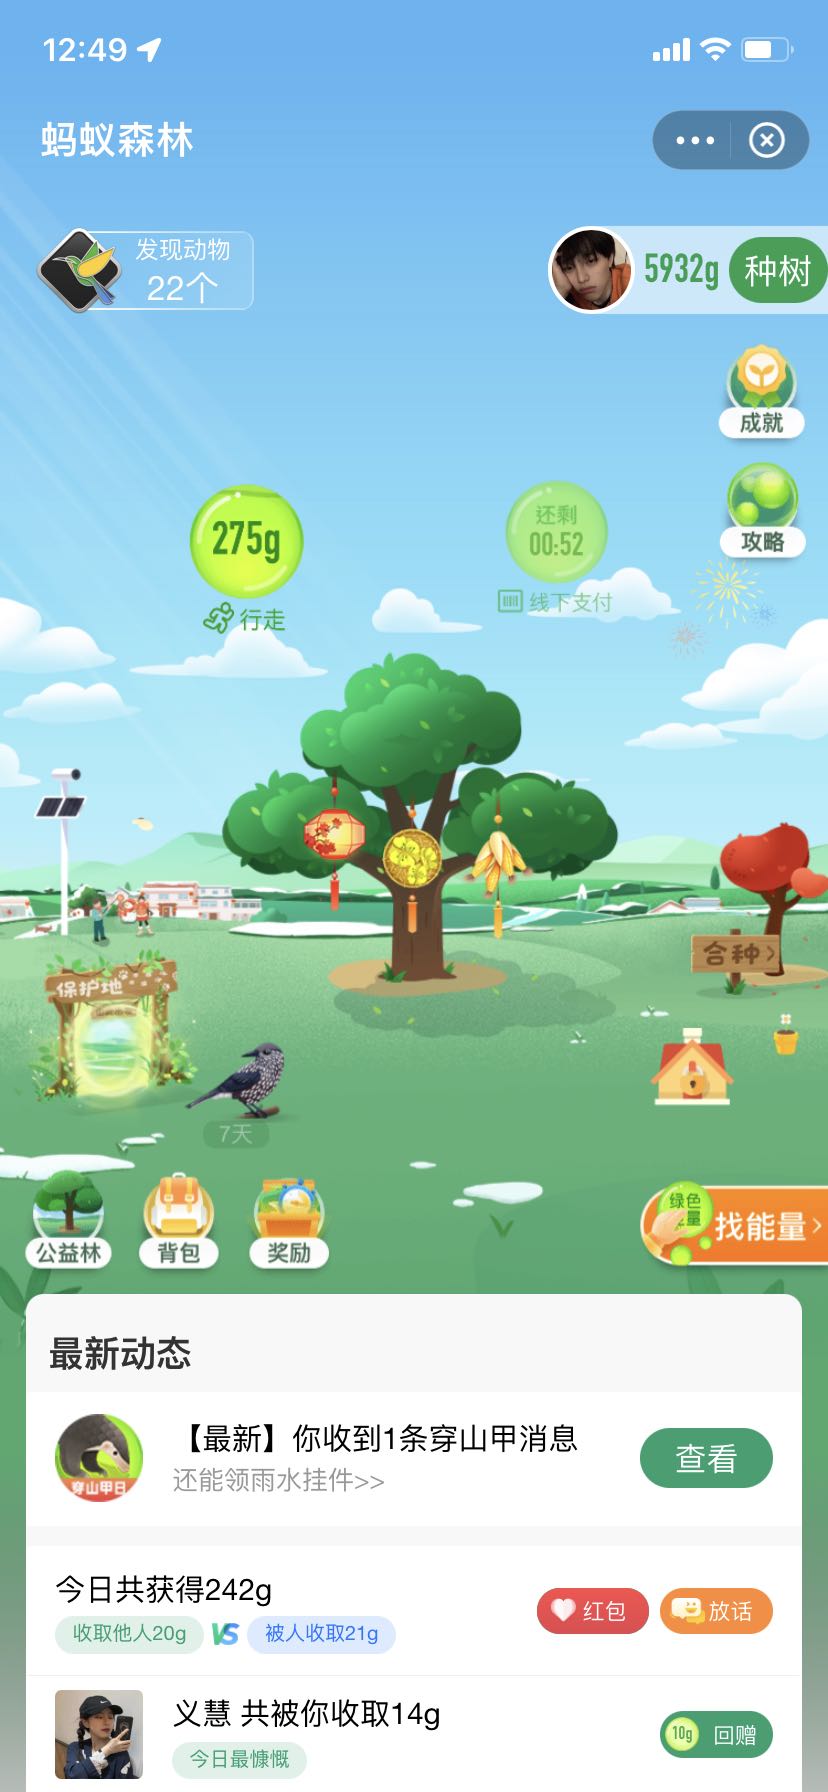 12:49
蚂蚁森林
发现动物
22个
5932g
种树
成就
攻略
275g
行走
还剩
00:52
线下支付
合种
保护地
7天
公益林
背包
奖励
绿色
找能量
最新动态
【最新】你收到1条穿山甲消息
还能领雨水挂件>>
穿山甲日
查看
今日共获得242g
收取他人20g
VS
被人收取21g
红包
放话
义慧 共被你收取14g
今日最慷慨
10g
回赠